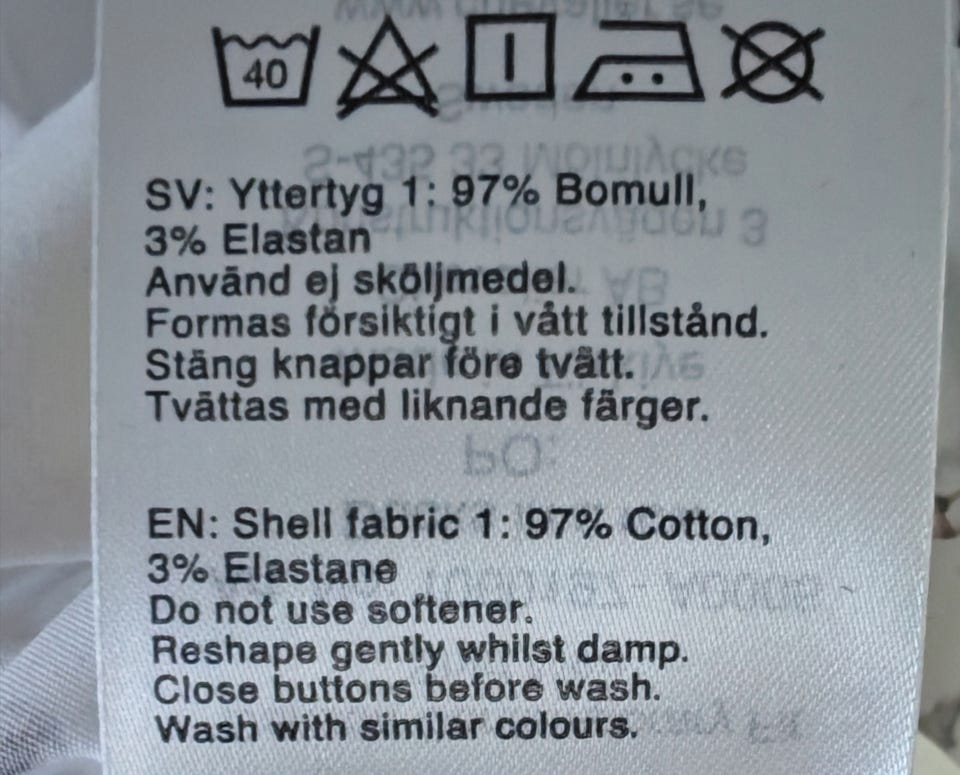 40
SV: Yttertyg 1: 97% Bomull,
3% Elastan
Använd ej sköljmedel.
Formas försiktigt i vått tillstånd.
Stäng knappar före tvätt.
Tvättas med liknande färger.
EN: Shell fabric 1: 97% Cotton,
3% Elastane
Do not use softener.
Reshape gently whilst damp.
Close buttons before wash.
Wash with similar colours.